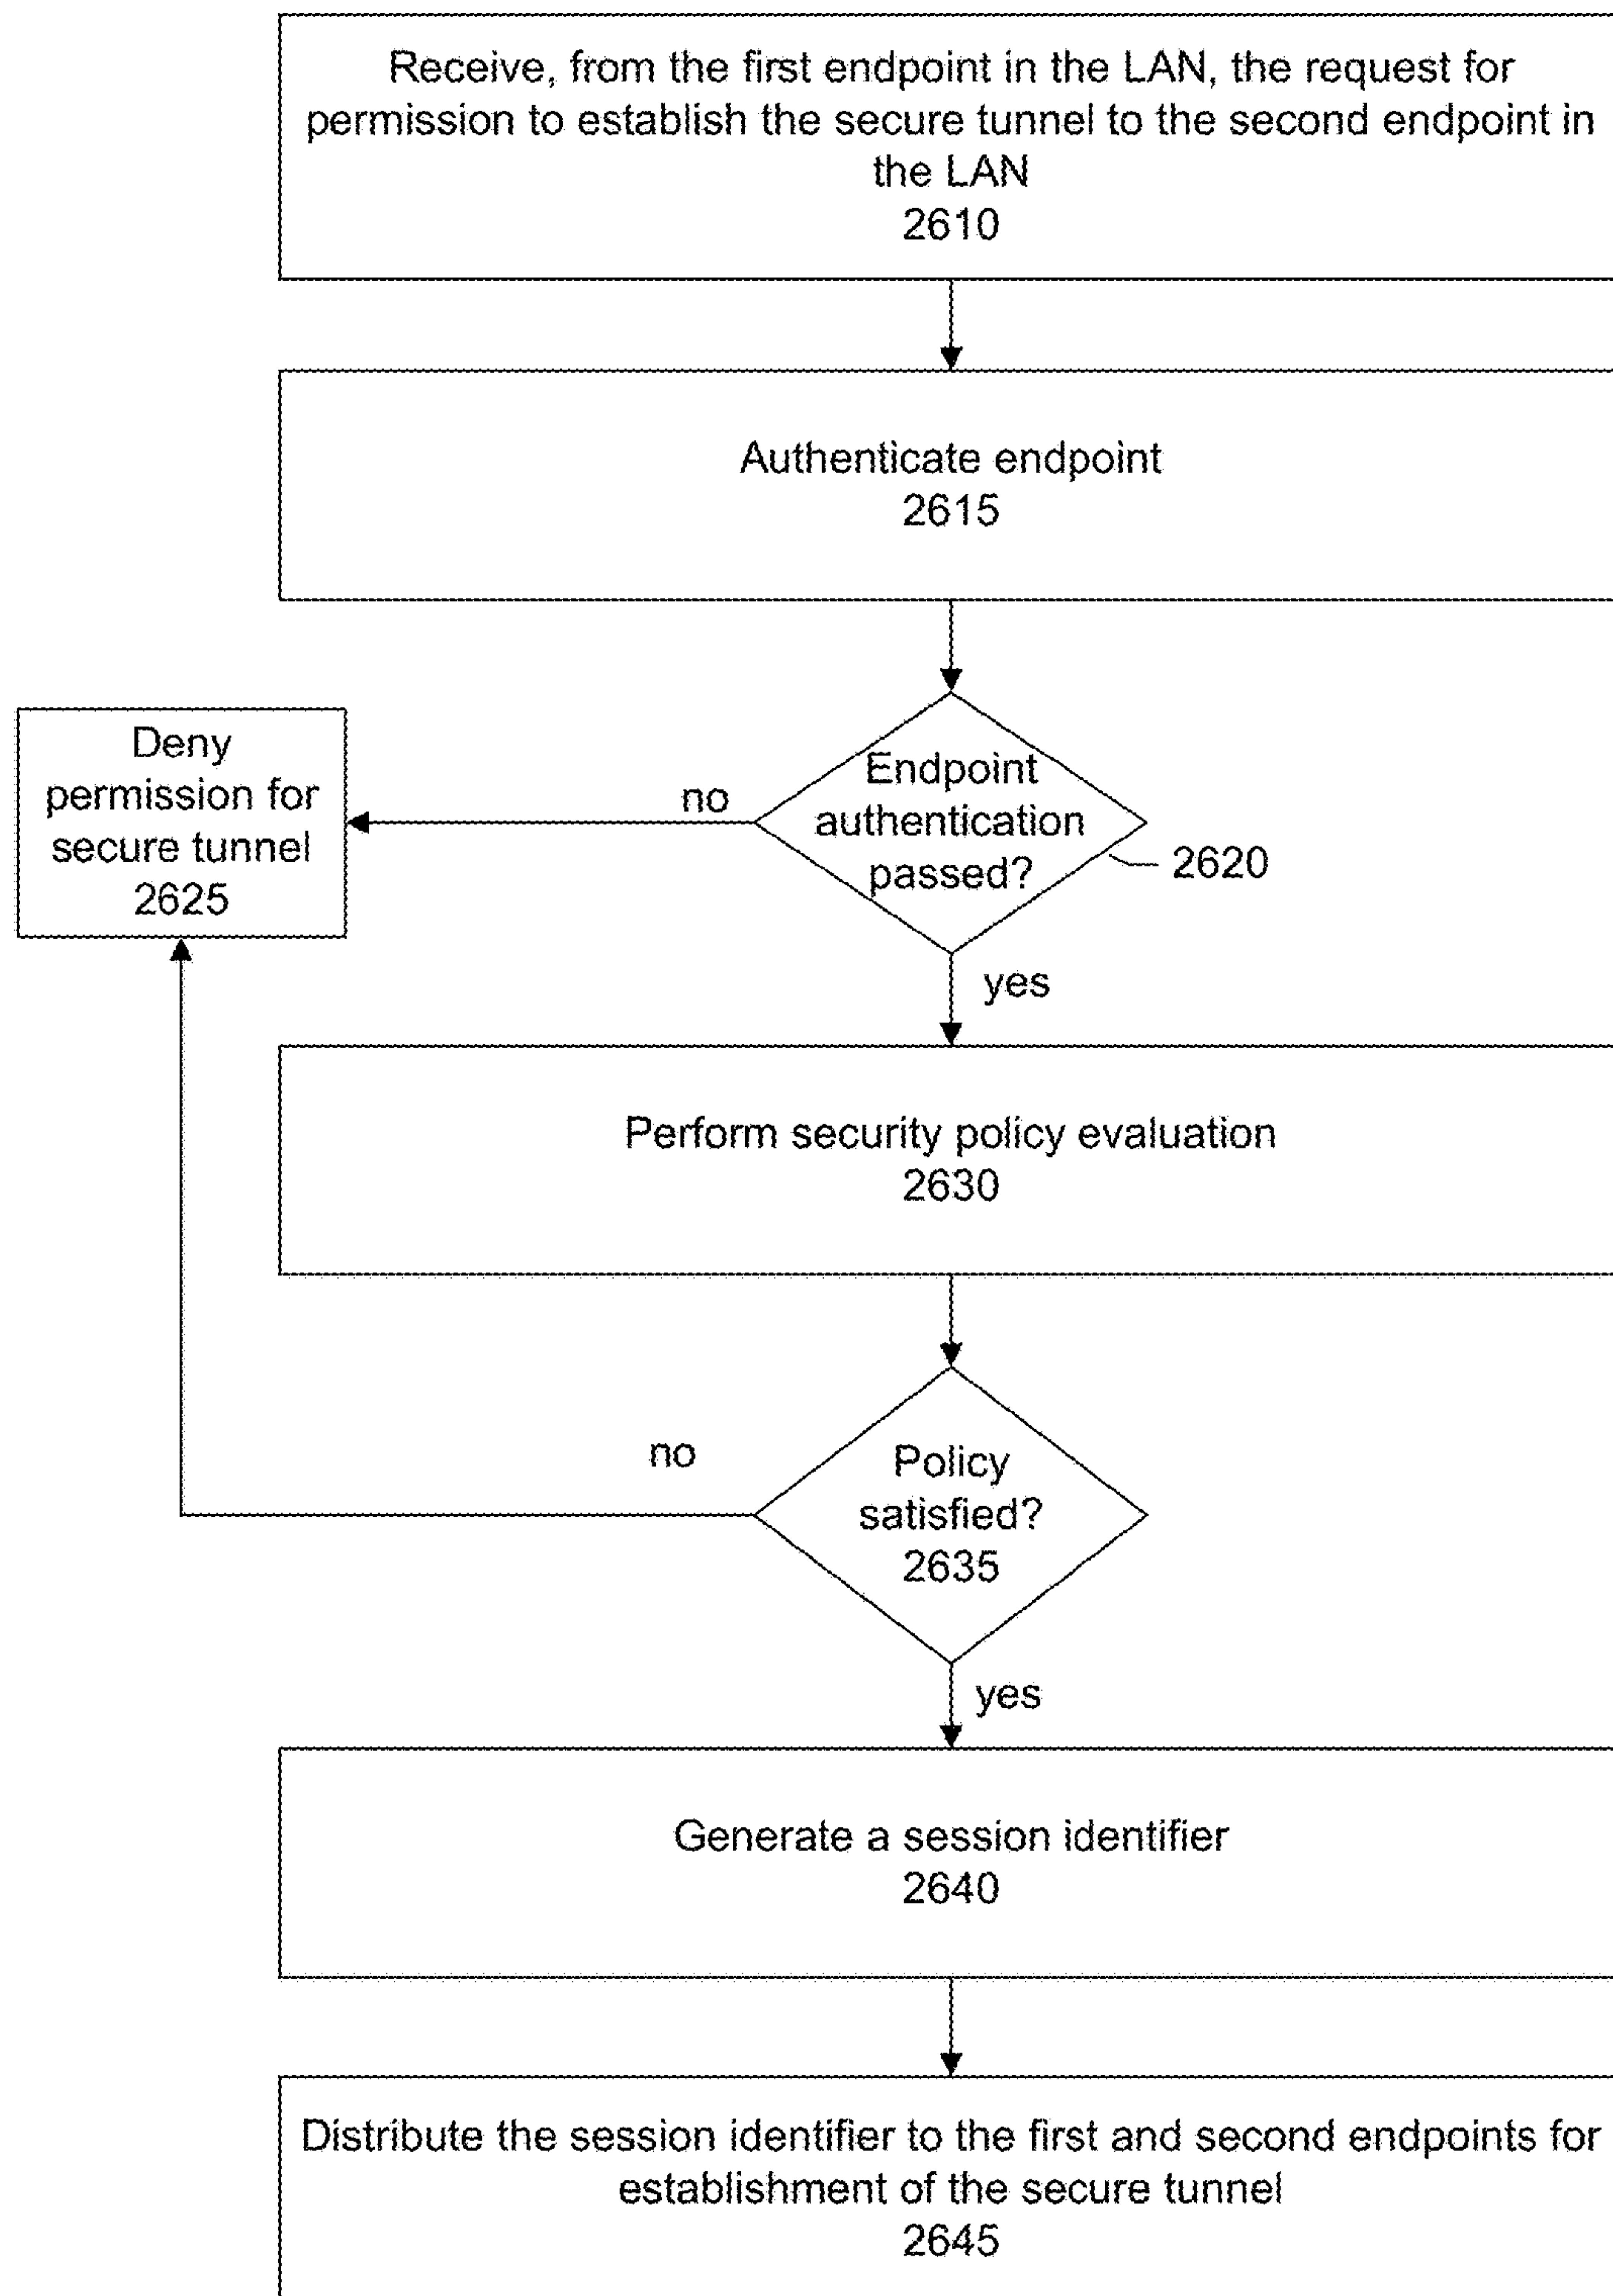 Receive, from the first endpoint in the LAN, the request for
permission to establish the secure tunnel to the second endpoint in
the LAN
2610
Authenticate endpoint
2615
Deny
permission for
secure tunnel
2625
no
Endpoint
authentication
passed?
2620
yes
Perform security policy evaluation
2630
no
Policy
satisfied?
2635
yes
Generate a session identifier
2640
Distribute the session identifier to the first and second endpoints for
establishment of the secure tunnel
2645